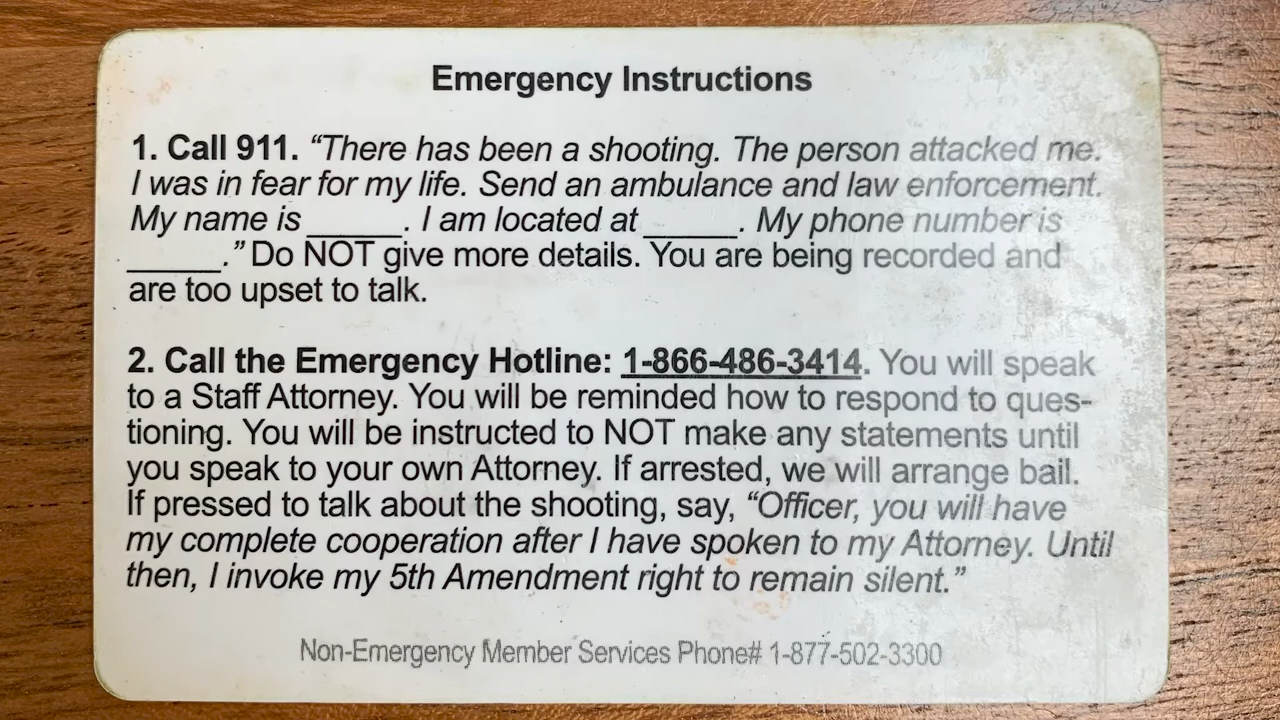 Emergency Instructions
1. Call 911. “There has been a shooting. The person attacked me.
I was in fear for my life. Send an ambulance and law enforcement.
My name is _____. I am located at _____. My phone number is
_____.” Do NOT give more details. You are being recorded and
are too upset to talk.
2. Call the Emergency Hotline: 1-866-486-3414. You will speak
to a Staff Attorney. You will be reminded how to respond to ques-
tioning. You will be instructed to NOT make any statements until
you speak to your own Attorney. If arrested, we will arrange bail.
If pressed to talk about the shooting, say, “Officer, you will have
my complete cooperation after I have spoken to my Attorney. Until
then, I invoke my 5th Amendment right to remain silent.”
Non-Emergency Member Services Phone# 1-877-502-3300